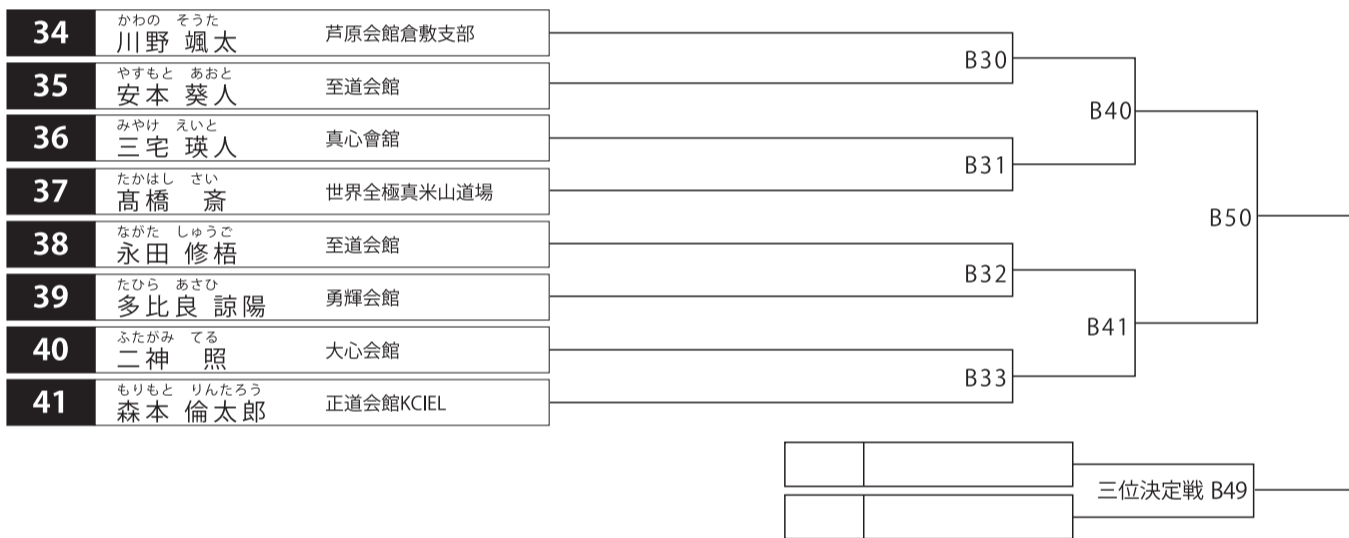 34 かわの そうた 川野 颯太 芦原会館倉敷支部
35 やすもと あおと 安本 葵人 至道会館
36 みやけ えいと 三宅 瑛人 真心會舘
37 たかはし さい 髙橋 斎 世界全極真米山道場
38 ながた しゅうご 永田 修梧 至道会館
39 たひら あさひ 多比良 諒陽 勇輝会館
40 ふたがみ てる 二神 照 大心会館
41 もりもと りんたろう 森本 倫太郎 正道会館KCIEL
B30
B40
B31
B50
B32
B41
B33
三位決定戦 B49